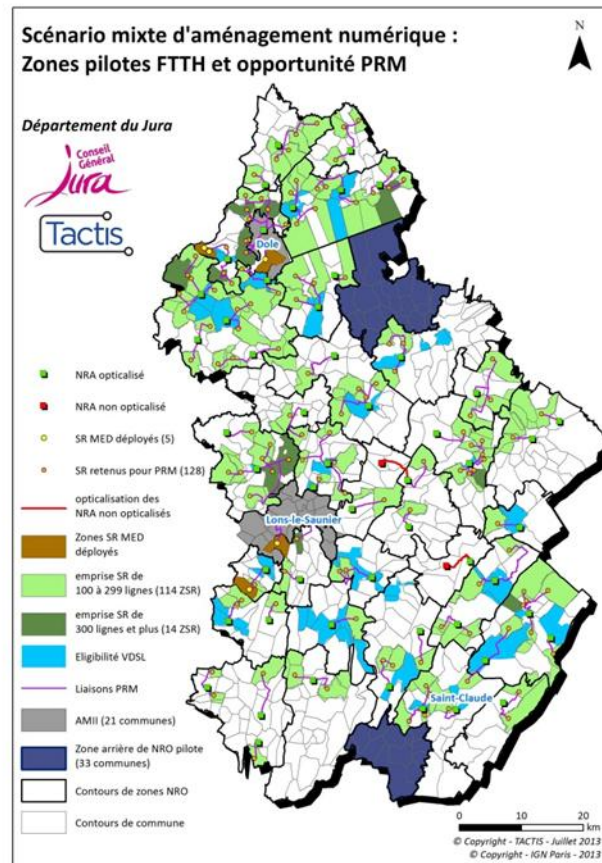 Scénario mixte d'aménagement numérique :
Zones pilotes FTTH et opportunité PRM
N
Département du Jura
Conseil
Général
Jura
Tactis
Dole
NRA opticalisé
NRA non opticalisé
SR MED déployés (5)
SR retenus pour PRM (128)
opticalisation des
NRA non opticalisés
Zones SR MED
déployés
emprise SR de
100 à 299 lignes (114 ZSR)
emprise SR de
300 lignes et plus (14 ZSR)
Eligibilité VDSL
Liaisons PRM
AMII (21 communes)
Zone arrière de NRO pilote
(33 communes)
Contours de zones NRO
Contours de commune
Lons-le-Saunier
Saint-Claude
0 10 20
km
© Copyright - TACTIS - Juillet 2013
© Copyright - IGN Paris - 2013